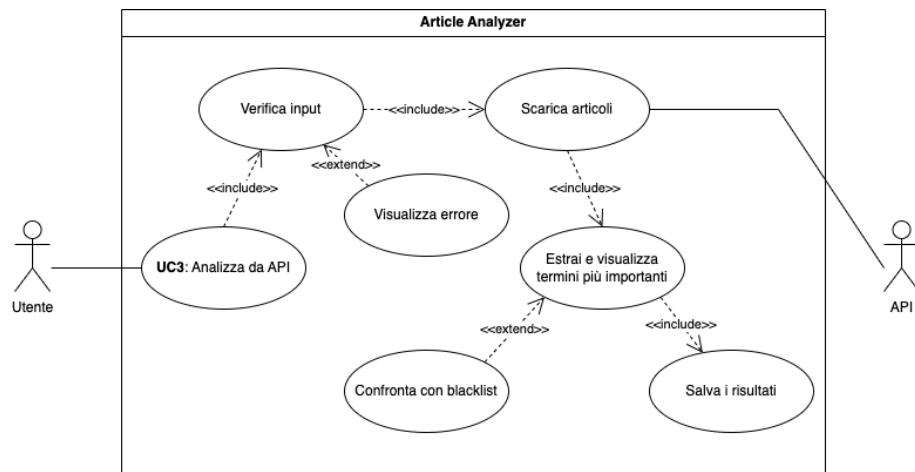 Article Analyzer
Verifica input
<<include>>
Scarica articoli
<<extend>>
<<include>>
<<include>>
Visualizza errore
UC3: Analizza da API
Estrai e visualizza
termini più importanti
Utente
API
<<extend>>
<<include>>
Confronta con blacklist
Salva i risultati